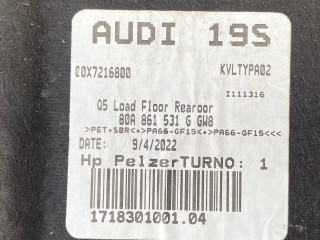 AUDI 19S
COX7216800 KVLTYPA02
I111316
Q5 Load Floor Rearoor
80A 861 531 G GW8
>PET+SBR<+>PA66-GF15<+>PA66-GF15<<<
DATE: 9/4/2022
Hp PelzerTURNO: 1
1718301001.04